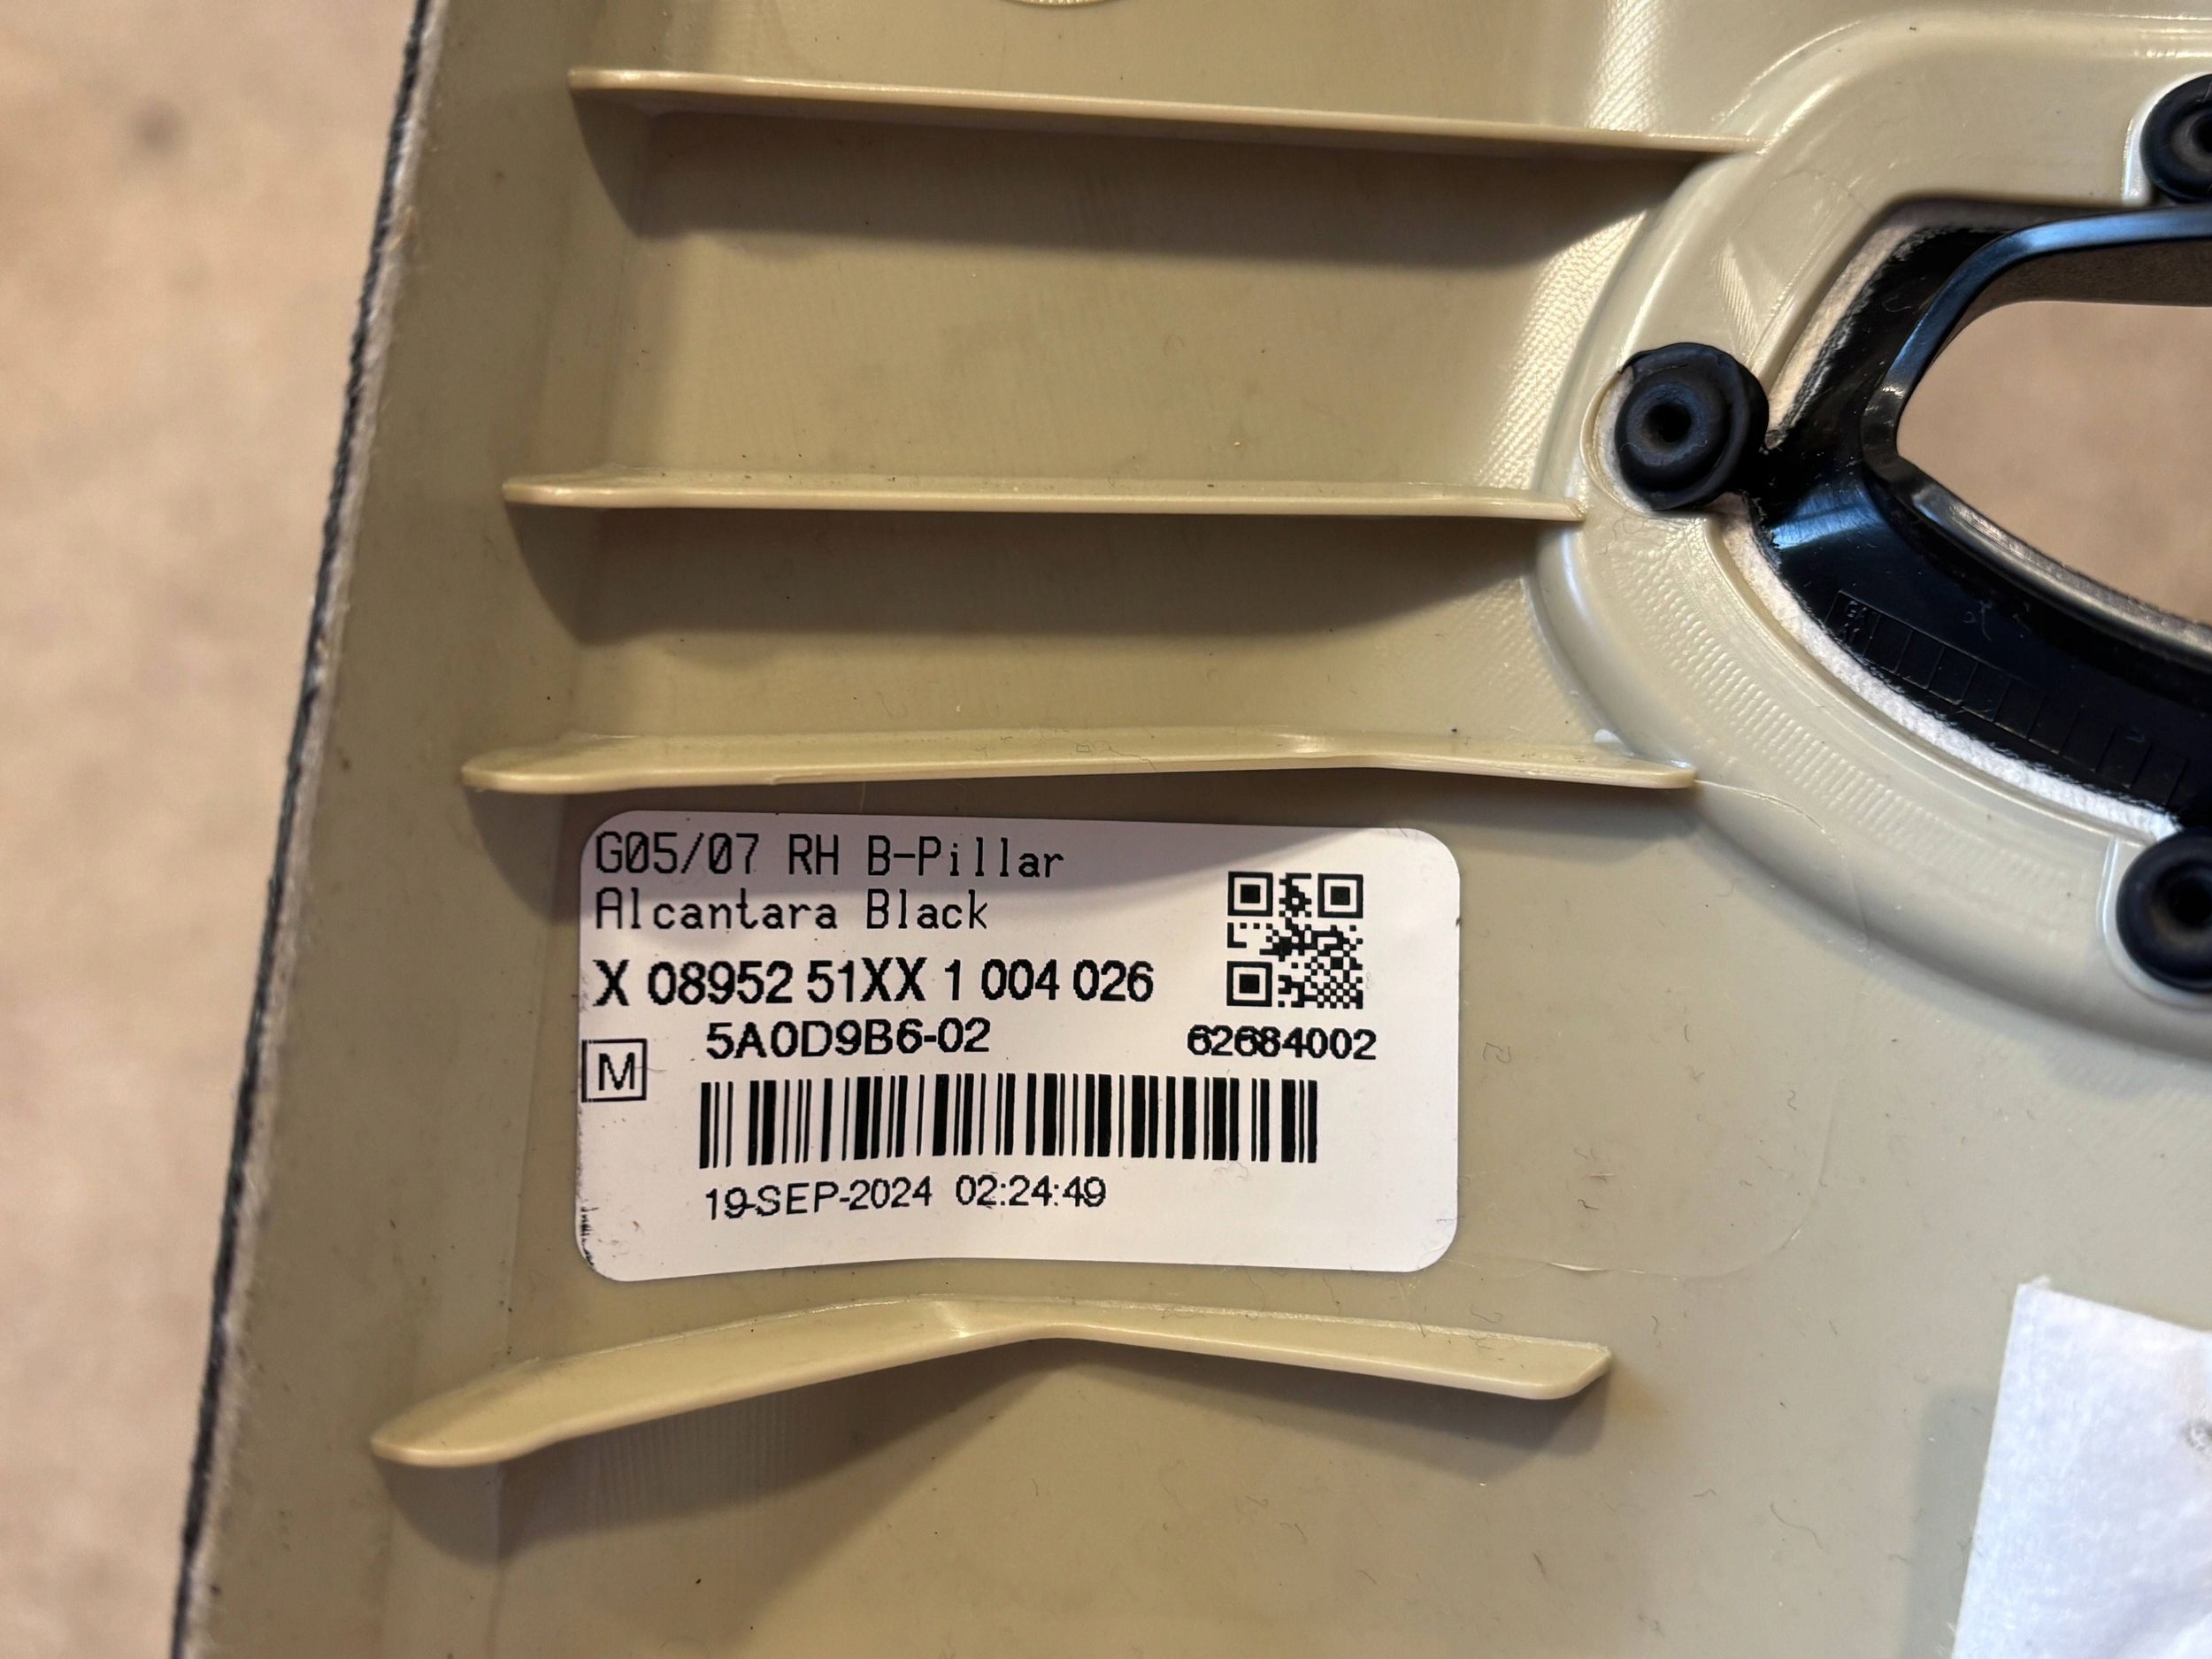 G05/07 RH B-Pillar
Alcantara Black
X 08952 51XX 1 004 026
5A0D9B6-02
62684002
M
19-SEP-2024 02:24:49